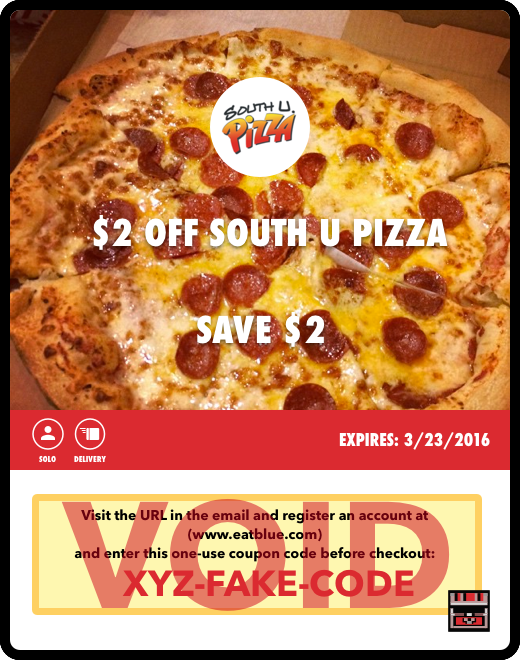 SOUTH U.
PIZZA
$2 OFF SOUTH U PIZZA
SAVE $2
SOLO
DELIVERY
EXPIRES: 3/23/2016
VOID
Visit the URL in the email and register an account at
(www.eatblue.com)
and enter this one-use coupon code before checkout:
XYZ-FAKE-CODE